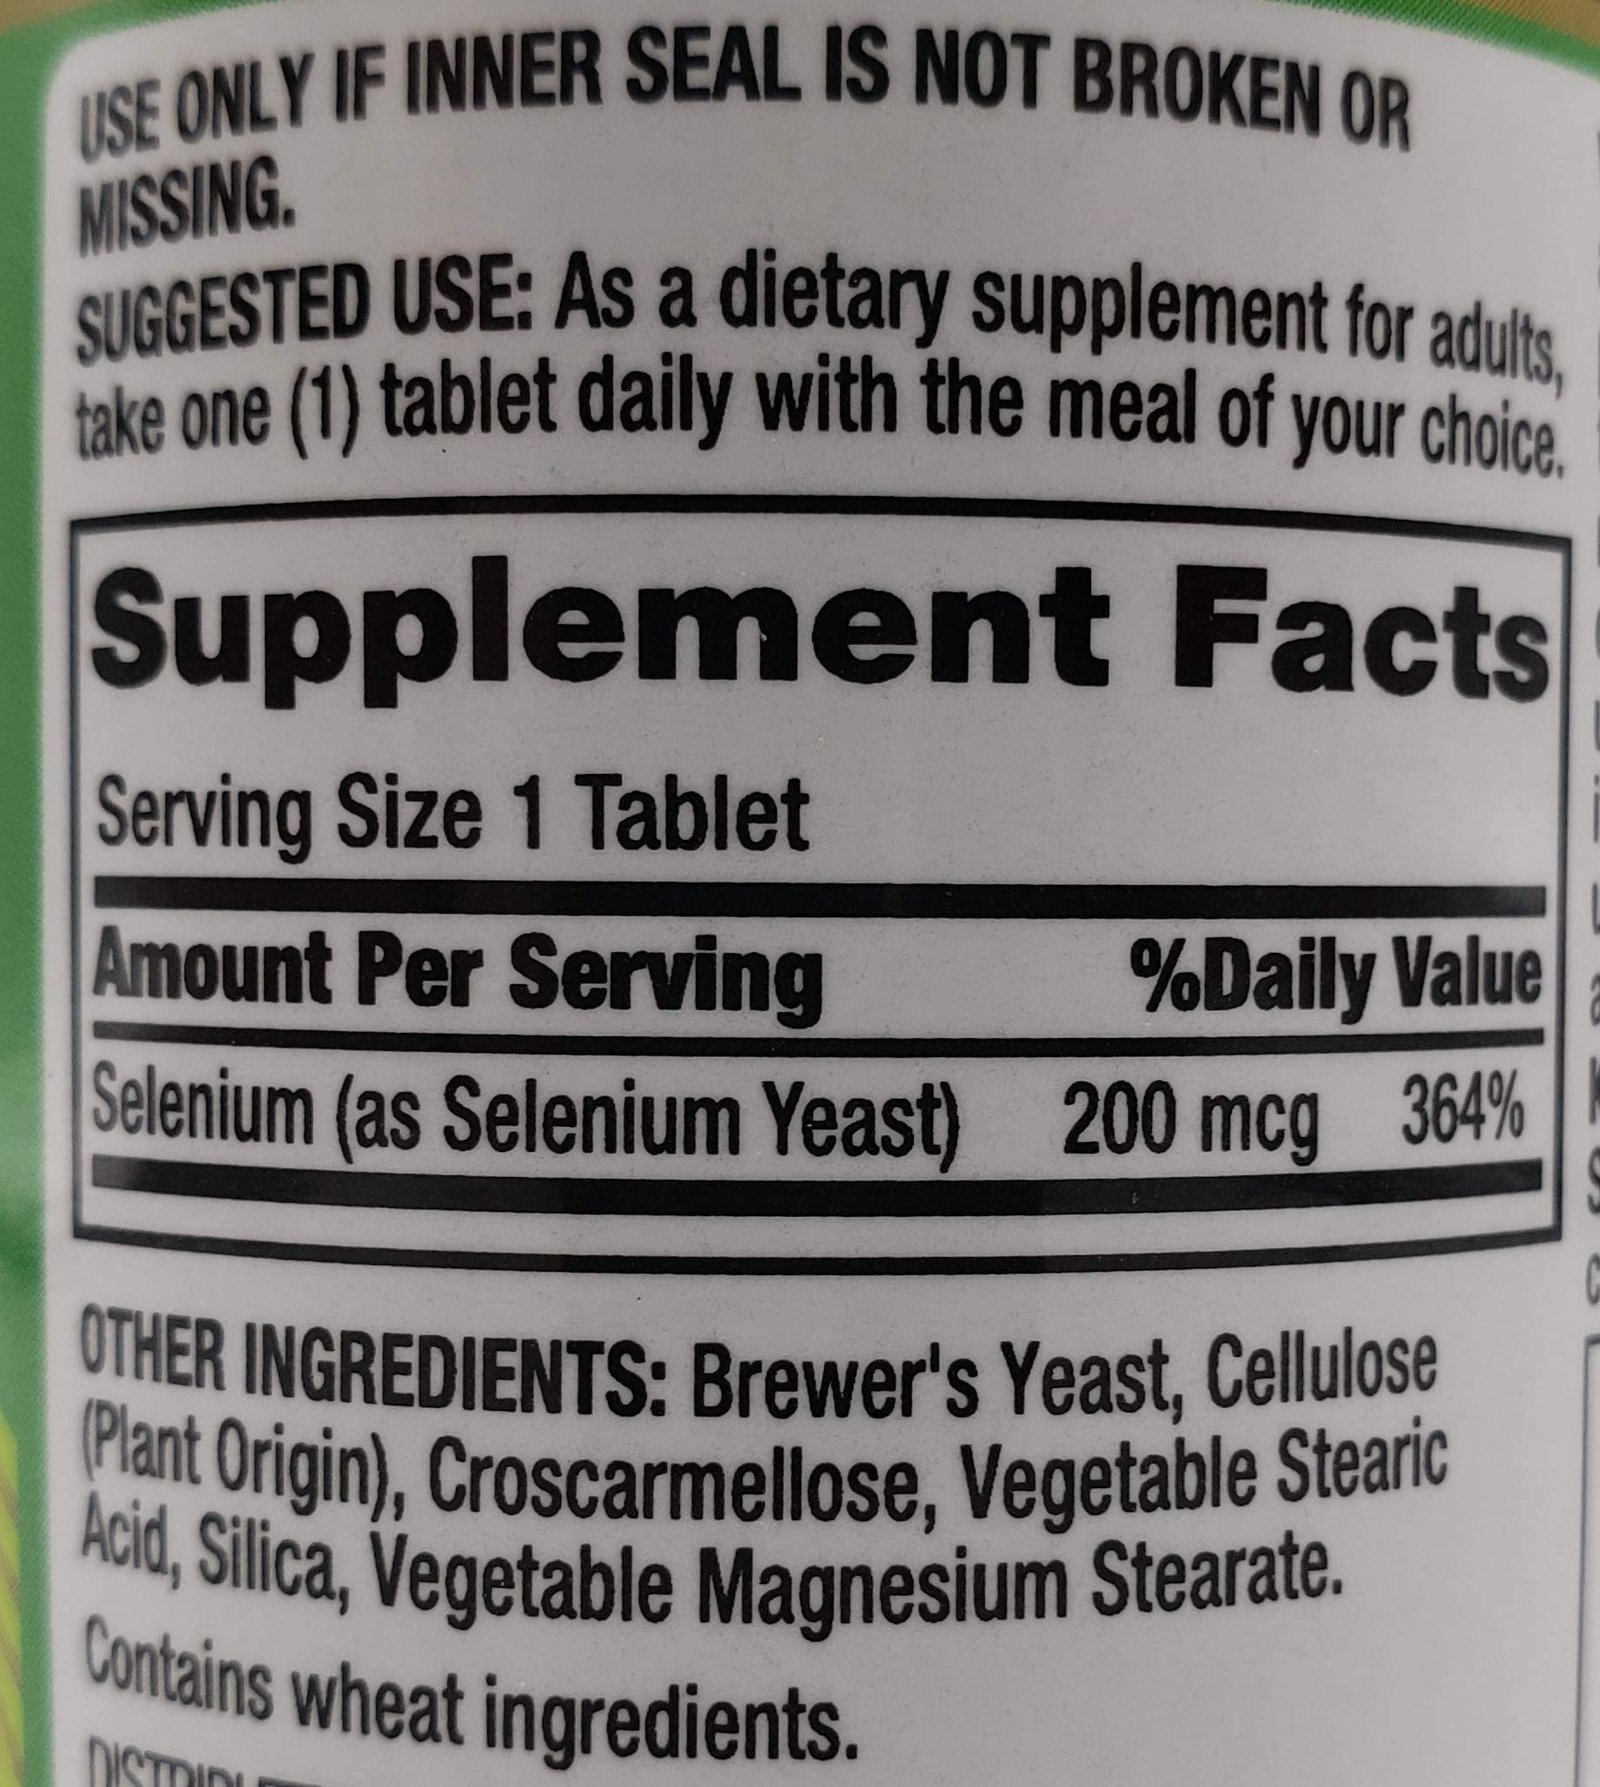 USE ONLY IF INNER SEAL IS NOT BROKEN OR
MISSING.
SUGGESTED USE: As a dietary supplement for adults,
take one (1) tablet daily with the meal of your choice.
Supplement Facts
Serving Size 1 Tablet
Amount Per Serving %Daily Value
Selenium (as Selenium Yeast) 200 mcg 364%
OTHER INGREDIENTS: Brewer's Yeast, Cellulose
(Plant Origin), Croscarmellose, Vegetable Stearic
Acid, Silica, Vegetable Magnesium Stearate.
Contains wheat ingredients.